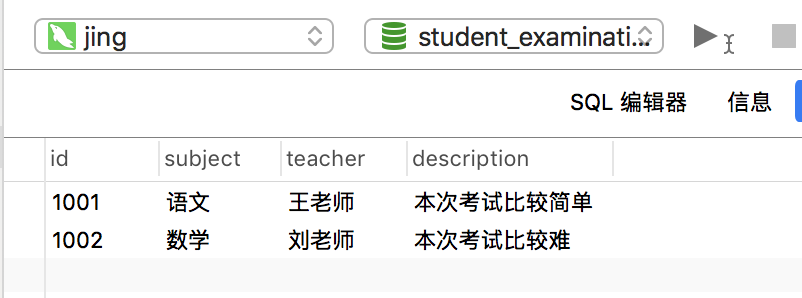 jing student_examinati...
SQL 编辑器 信息
id subject teacher description
1001 语文 王老师 本次考试比较简单
1002 数学 刘老师 本次考试比较难